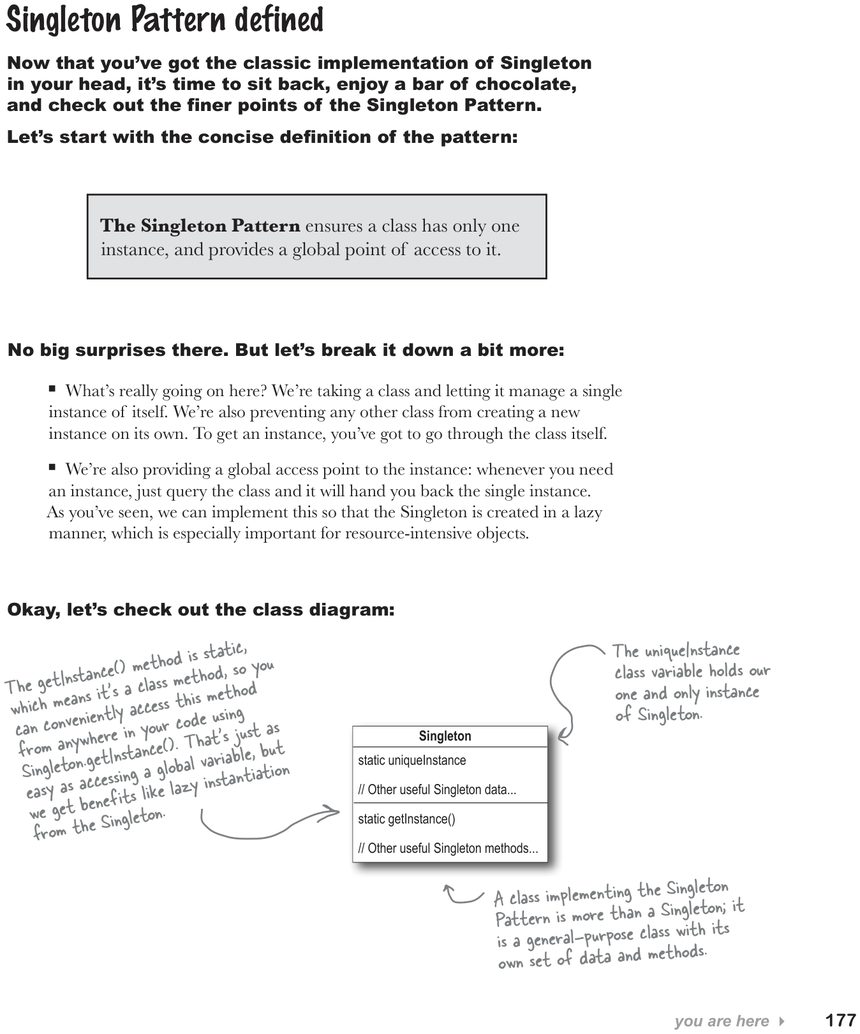 Singleton Pattern defined
Now that you've got the classic implementation of Singleton
in your head, it's time to sit back, enjoy a bar of chocolate,
and check out the finer points of the Singleton Pattern.
Let's start with the concise definition of the pattern:
The Singleton Pattern ensures a class has only one
instance, and provides a global point of access to it.
No big surprises there. But let's break it down a bit more:
▪ What's really going on here? We're taking a class and letting it manage a single
instance of itself. We're also preventing any other class from creating a new
instance on its own. To get an instance, you've got to go through the class itself.
▪ We're also providing a global access point to the instance: whenever you need
an instance, just query the class and it will hand you back the single instance.
As you've seen, we can implement this so that the Singleton is created in a lazy
manner, which is especially important for resource-intensive objects.
Okay, let's check out the class diagram:
The getInstance() method is static,
which means it's a class method, so you
can conveniently access this method
from anywhere in your code using
Singleton.getInstance(). That's just as
easy as accessing a global variable, but
we get benefits like lazy instantiation
from the Singleton.
The uniqueInstance
class variable holds our
one and only instance
of Singleton.
Singleton
static uniqueInstance
// Other useful Singleton data...
static getInstance()
// Other useful Singleton methods...
A class implementing the Singleton
Pattern is more than a Singleton; it
is a general-purpose class with its
own set of data and methods.
you are here ▸ 177